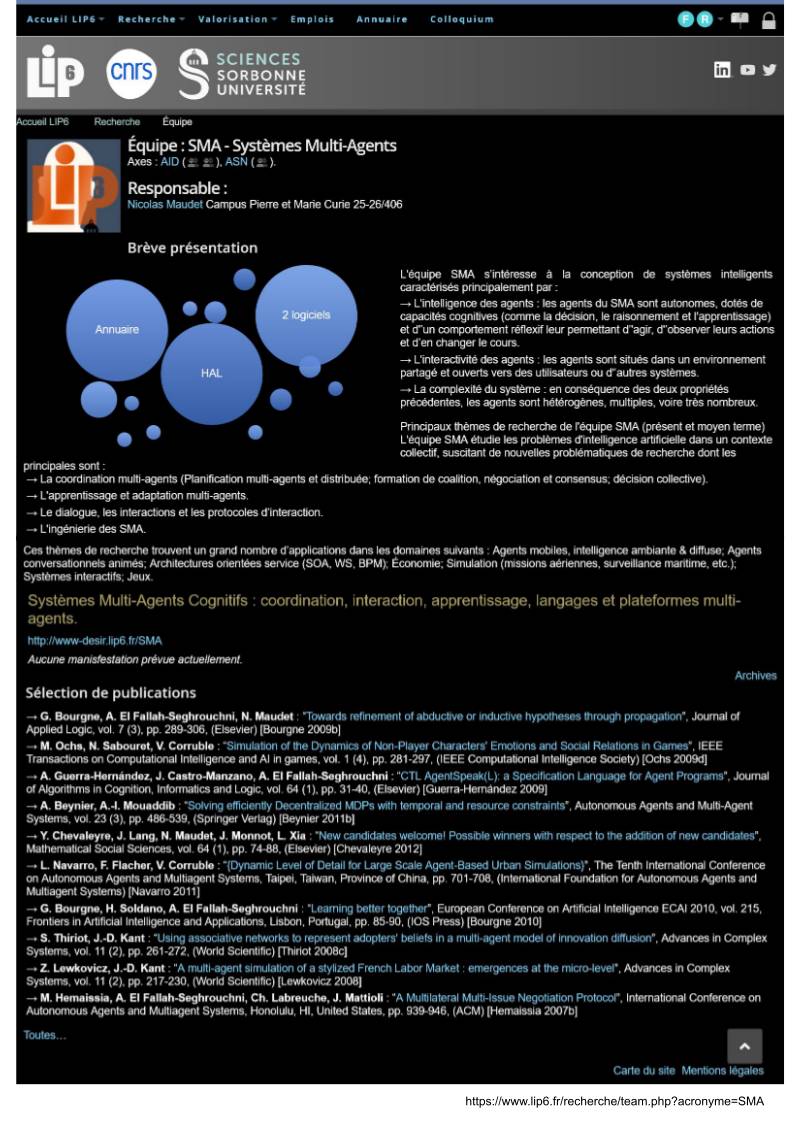 Accueil LIP6 Recherche Valorisation Emplois Annuaire Colloquium F R
LIP6 cnrs SCIENCES
SORBONNE
UNIVERSITÉ
in
Accueil LIP6 Recherche Équipe
Équipe : SMA - Systèmes Multi-Agents
Axes : AID ( ), ASN ( ).
Responsable :
Nicolas Maudet Campus Pierre et Marie Curie 25-26/406
Brève présentation
Annuaire
2 logiciels
HAL
L'équipe SMA s'intéresse à la conception de systèmes intelligents
caractérisés principalement par :
→ L'intelligence des agents : les agents du SMA sont autonomes, dotés de
capacités cognitives (comme la décision, le raisonnement et l'apprentissage)
et d''un comportement réflexif leur permettant d''agir, d''observer leurs actions
et d'en changer le cours.
→ L'interactivité des agents : les agents sont situés dans un environnement
partagé et ouverts vers des utilisateurs ou d''autres systèmes.
→ La complexité du système : en conséquence des deux propriétés
précédentes, les agents sont hétérogènes, multiples, voire très nombreux.
Principaux thèmes de recherche de l'équipe SMA (présent et moyen terme)
L'équipe SMA étudie les problèmes d'intelligence artificielle dans un contexte
collectif, suscitant de nouvelles problématiques de recherche dont les
principales sont :
→ La coordination multi-agents (Planification multi-agents et distribuée; formation de coalition, négociation et consensus; décision collective).
→ L'apprentissage et adaptation multi-agents.
→ Le dialogue, les interactions et les protocoles d'interaction.
→ L'ingénierie des SMA.
Ces thèmes de recherche trouvent un grand nombre d'applications dans les domaines suivants : Agents mobiles, intelligence ambiante & diffuse; Agents
conversationnels animés; Architectures orientées service (SOA, WS, BPM); Économie; Simulation (missions aériennes, surveillance maritime, etc.);
Systèmes interactifs; Jeux.
Systèmes Multi-Agents Cognitifs : coordination, interaction, apprentissage, langages et plateformes multi-
agents.
http://www-desir.lip6.fr/SMA
Aucune manisfestation prévue actuellement.
Archives
Sélection de publications
→ G. Bourgne, A. El Fallah-Seghrouchni, N. Maudet : "Towards refinement of abductive or inductive hypotheses through propagation", Journal of
Applied Logic, vol. 7 (3), pp. 289-306, (Elsevier) [Bourgne 2009b]
→ M. Ochs, N. Sabouret, V. Corruble : "Simulation of the Dynamics of Non-Player Characters' Emotions and Social Relations in Games", IEEE
Transactions on Computational Intelligence and AI in games, vol. 1 (4), pp. 281-297, (IEEE Computational Intelligence Society) [Ochs 2009d]
→ A. Guerra-Hernández, J. Castro-Manzano, A. El Fallah-Seghrouchni : "CTL AgentSpeak(L): a Specification Language for Agent Programs", Journal
of Algorithms in Cognition, Informatics and Logic, vol. 64 (1), pp. 31-40, (Elsevier) [Guerra-Hernández 2009]
→ A. Beynier, A.-I. Mouaddib : "Solving efficiently Decentralized MDPs with temporal and resource constraints", Autonomous Agents and Multi-Agent
Systems, vol. 23 (3), pp. 486-539, (Springer Verlag) [Beynier 2011b]
→ Y. Chevaleyre, J. Lang, N. Maudet, J. Monnot, L. Xia : "New candidates welcome! Possible winners with respect to the addition of new candidates",
Mathematical Social Sciences, vol. 64 (1), pp. 74-88, (Elsevier) [Chevaleyre 2012]
→ L. Navarro, F. Flacher, V. Corruble : "{Dynamic Level of Detail for Large Scale Agent-Based Urban Simulations}", The Tenth International Conference
on Autonomous Agents and Multiagent Systems, Taipei, Taiwan, Province of China, pp. 701-708, (International Foundation for Autonomous Agents and
Multiagent Systems) [Navarro 2011]
→ G. Bourgne, H. Soldano, A. El Fallah-Seghrouchni : "Learning better together", European Conference on Artificial Intelligence ECAI 2010, vol. 215,
Frontiers in Artificial Intelligence and Applications, Lisbon, Portugal, pp. 85-90, (IOS Press) [Bourgne 2010]
→ S. Thiriot, J.-D. Kant : "Using associative networks to represent adopters' beliefs in a multi-agent model of innovation diffusion", Advances in Complex
Systems, vol. 11 (2), pp. 261-272, (World Scientific) [Thiriot 2008c]
→ Z. Lewkovicz, J.-D. Kant : "A multi-agent simulation of a stylized French Labor Market : emergences at the micro-level", Advances in Complex
Systems, vol. 11 (2), pp. 217-230, (World Scientific) [Lewkovicz 2008]
→ M. Hemaissia, A. El Fallah-Seghrouchni, Ch. Labreuche, J. Mattioli : "A Multilateral Multi-Issue Negotiation Protocol", International Conference on
Autonomous Agents and Multiagent Systems, Honolulu, HI, United States, pp. 939-946, (ACM) [Hemaissia 2007b]
Toutes...
Carte du site Mentions légales
https://www.lip6.fr/recherche/team.php?acronyme=SMA